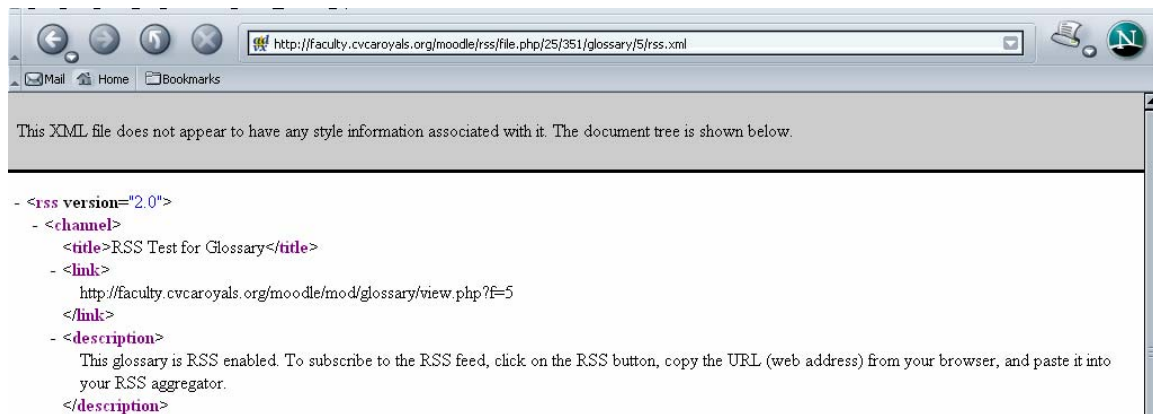 http://faculty.cvcaroyals.org/moodle/rss/file.php/25/351/glossary/5/rss.xml
N
Mail Home Bookmarks
This XML file does not appear to have any style information associated with it. The document tree is shown below.
- <rss version="2.0">
- <channel>
<title>RSS Test for Glossary</title>
- <link>
http://faculty.cvcaroyals.org/moodle/mod/glossary/view.php?f=5
</link>
- <description>
This glossary is RSS enabled. To subscribe to the RSS feed, click on the RSS button, copy the URL (web address) from your browser, and paste it into
your RSS aggregator.
</description>